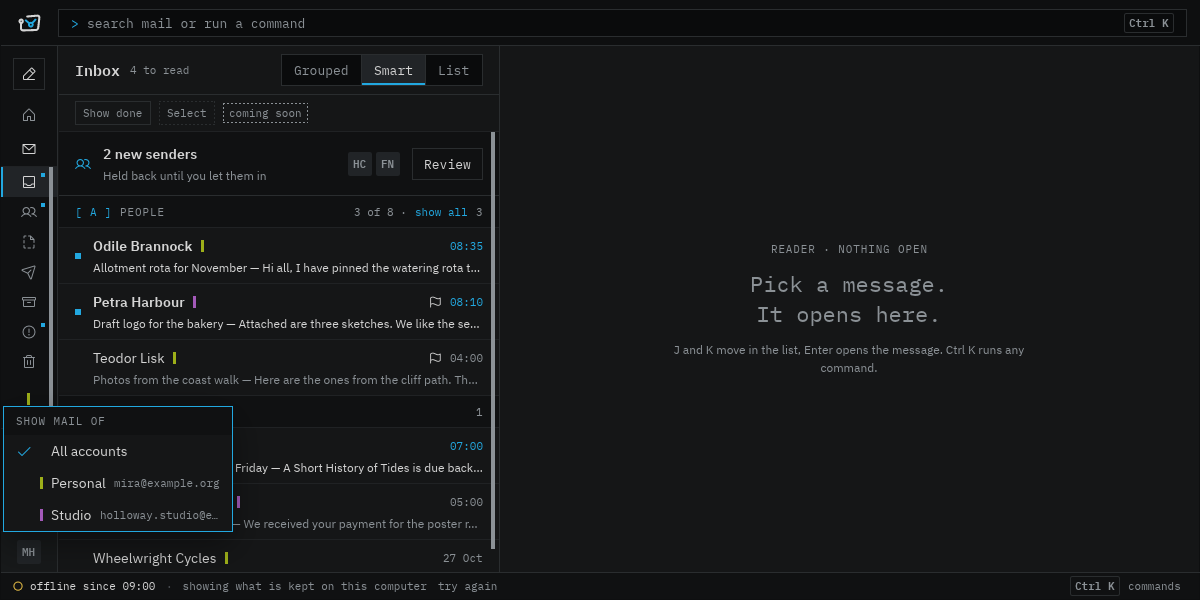 > search mail or run a command Ctrl K
Inbox 4 to read Grouped Smart List
Show done Select coming soon
2 new senders
Held back until you let them in
HC FN Review
[ A ] PEOPLE 3 of 8 · show all 3
Odile Brannock 08:35
Allotment rota for November — Hi all, I have pinned the watering rota t…
Petra Harbour 08:10
Draft logo for the bakery — Attached are three sketches. We like the se…
Teodor Lisk 04:00
Photos from the coast walk — Here are the ones from the cliff path. Th…
1
07:00
Friday — A Short History of Tides is due back…
05:00
— We received your payment for the poster r…
Wheelwright Cycles 27 Oct
SHOW MAIL OF
All accounts
Personal mira@example.org
Studio holloway.studio@e…
MH
READER · NOTHING OPEN
Pick a message.
It opens here.
J and K move in the list, Enter opens the message. Ctrl K runs any
command.
offline since 09:00 · showing what is kept on this computer try again Ctrl K commands